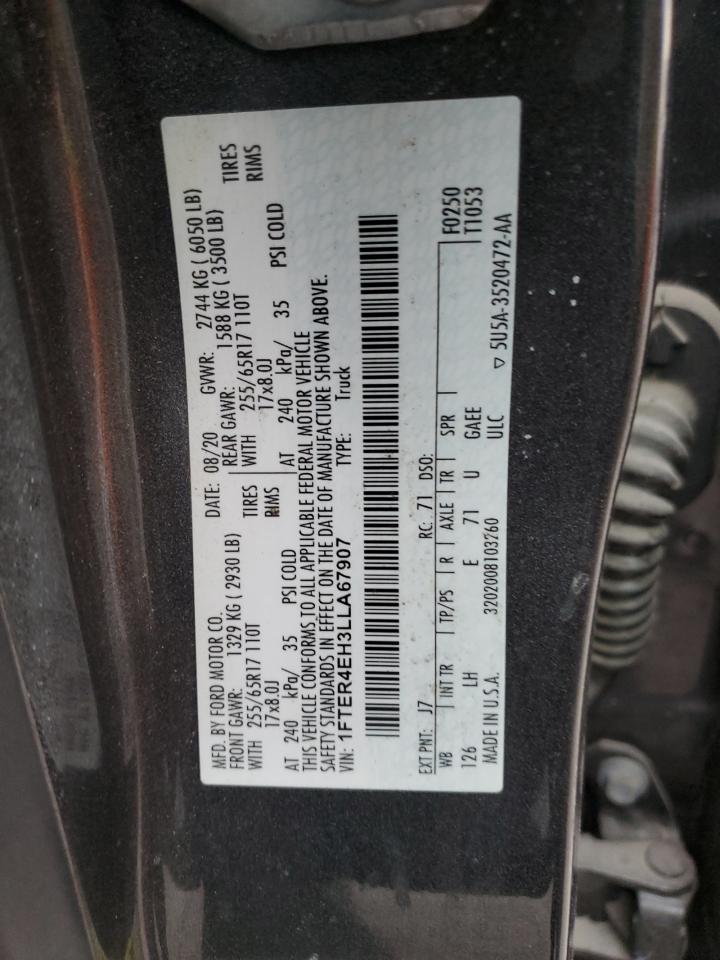 MFD. BY FORD MOTOR CO.
DATE: 08/20 GVWR: 2744 KG ( 6050 LB)
FRONT GAWR: 1329 KG ( 2930 LB)
REAR GAWR: 1588 KG ( 3500 LB)
WITH 255/65R17 110T TIRES
WITH 255/65R17 110T TIRES
17x8.0J RIMS
17x8.0J RIMS
AT 240 kPa/ 35 PSI COLD
AT 240 kPa/ 35 PSI COLD
THIS VEHICLE CONFORMS TO ALL APPLICABLE FEDERAL MOTOR VEHICLE
SAFETY STANDARDS IN EFFECT ON THE DATE OF MANUFACTURE SHOWN ABOVE.
VIN: 1FTER4EH3LLA67907 TYPE: Truck
EXT PNT: J7 RC: 71 DSO: F0250
WB INT TR TP/PS R AXLE TR SPR T1053
126 LH E 71 U GAEE
MADE IN U.S.A. 3202008103260 ULC
▽ 5U5A-3520472-AA